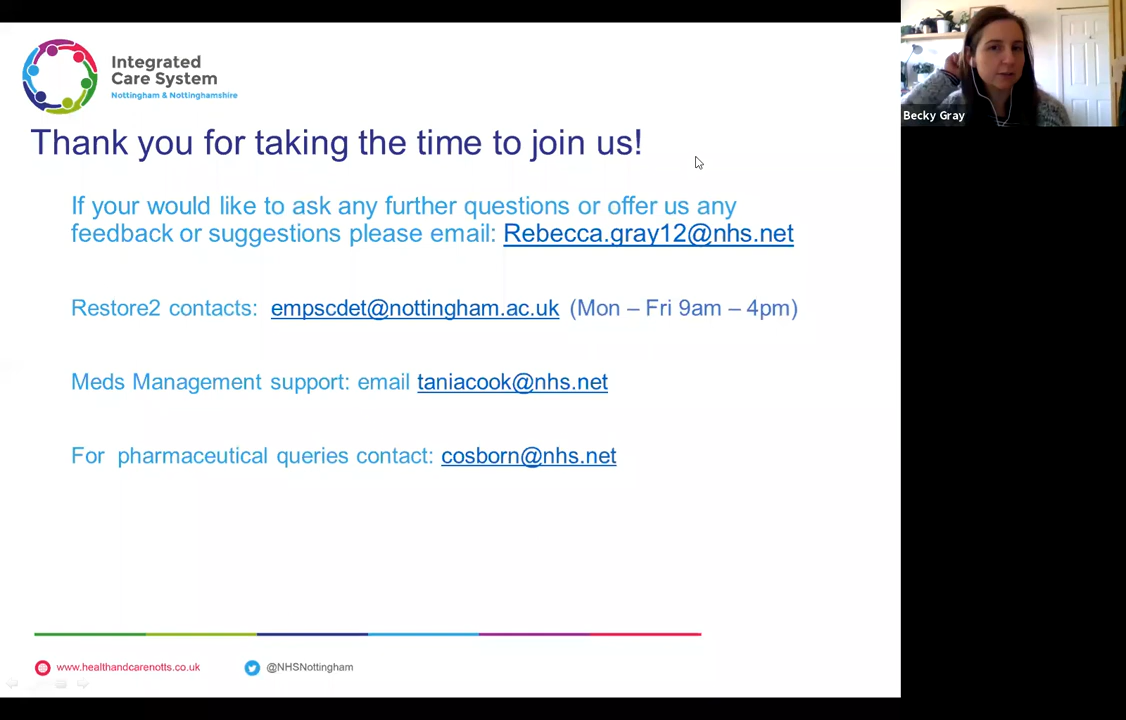 Integrated
Care System
Nottingham & Nottinghamshire
Thank you for taking the time to join us!
If your would like to ask any further questions or offer us any
feedback or suggestions please email: Rebecca.gray12@nhs.net
Restore2 contacts: empscdet@nottingham.ac.uk (Mon – Fri 9am – 4pm)
Meds Management support: email taniacook@nhs.net
For pharmaceutical queries contact: cosborn@nhs.net
www.healthandcarenotts.co.uk
@NHSNottingham
Becky Gray